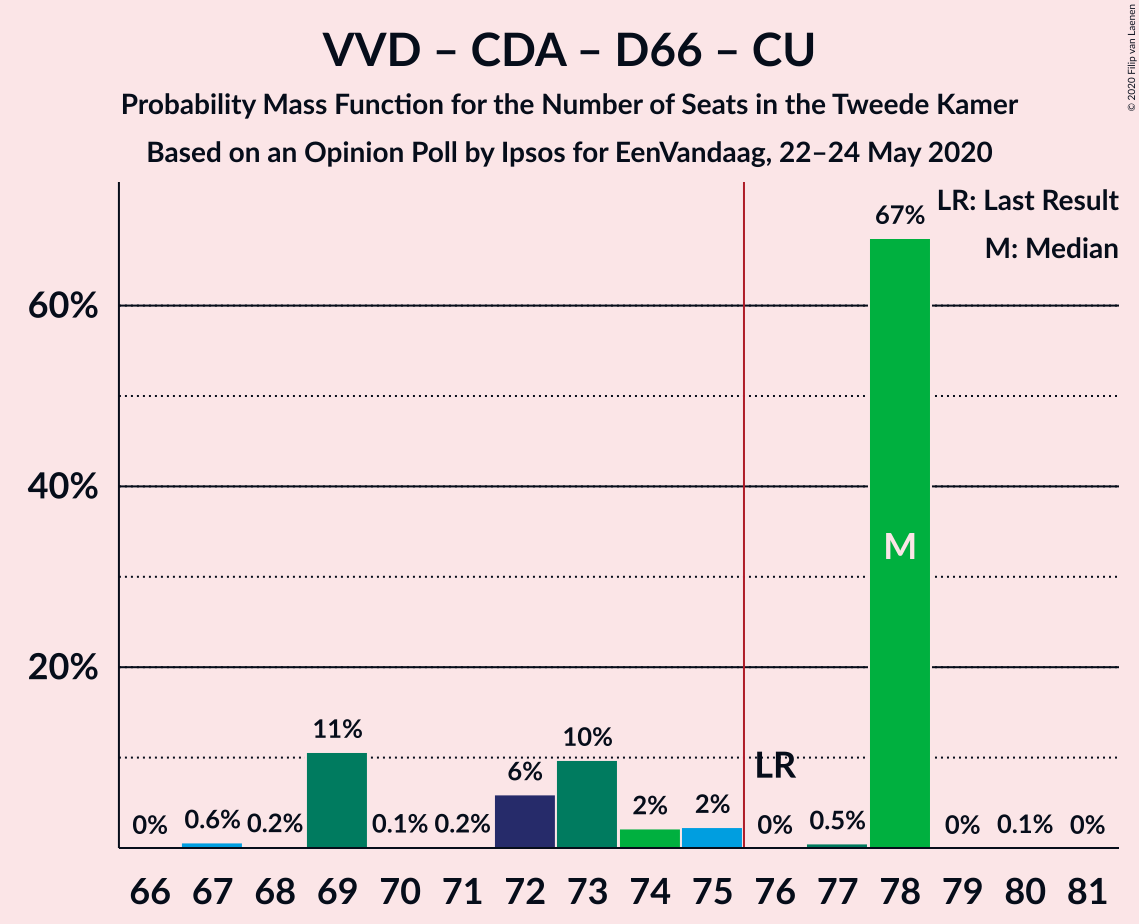 VVD – CDA – D66 – CU
Probability Mass Function for the Number of Seats in the Tweede Kamer
Based on an Opinion Poll by Ipsos for EenVandaag, 22–24 May 2020
© 2020 Filip van Laenen
LR: Last Result
M: Median
60%
40%
20%
0% 0.6% 0.2% 11% 0.1% 0.2% 6% 10% 2% 2% 0% 0.5% 67% 0% 0.1% 0%
LR
M
66 67 68 69 70 71 72 73 74 75 76 77 78 79 80 81